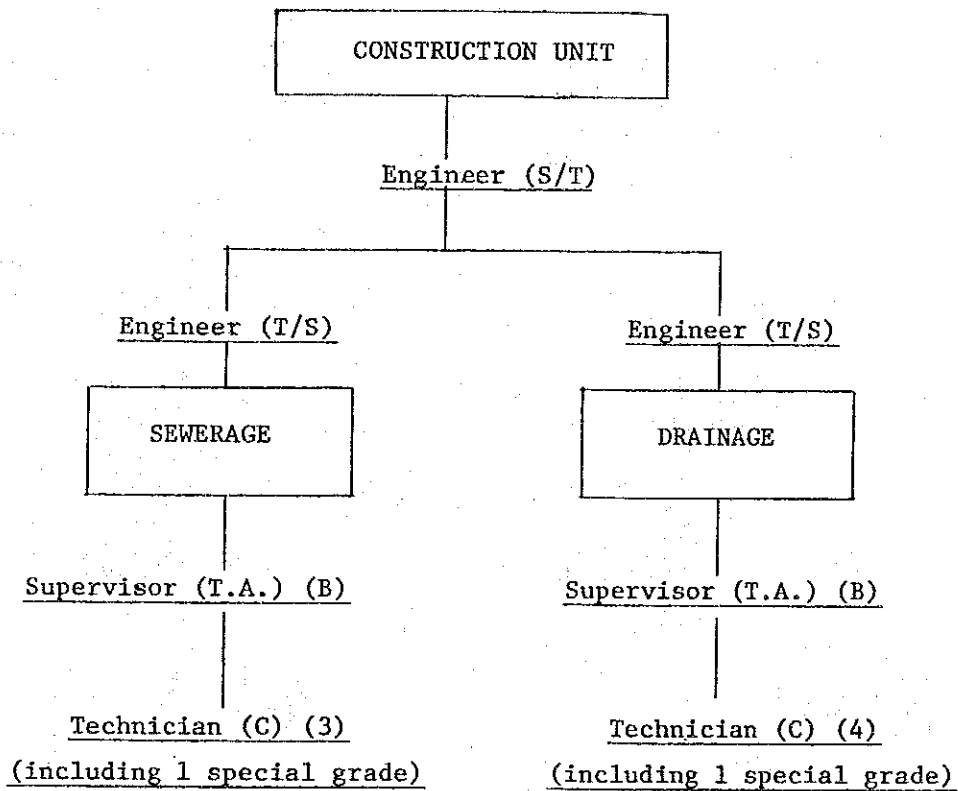 CONSTRUCTION UNIT
Engineer (S/T)
Engineer (T/S)
Engineer (T/S)
SEWERAGE
DRAINAGE
Supervisor (T.A.) (B)
Supervisor (T.A.) (B)
Technician (C) (3)
(including 1 special grade)
Technician (C) (4)
(including 1 special grade)